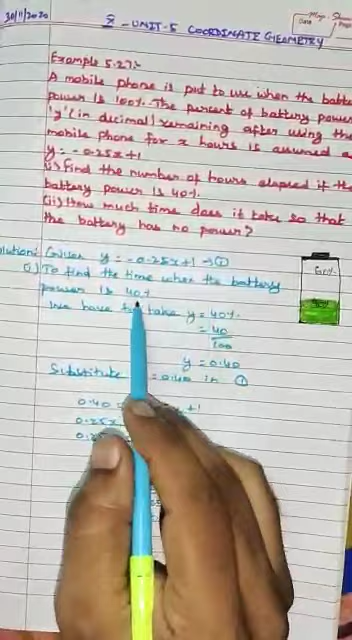 30/11/2020
X - UNIT-5 COORDINATE GEOMETRY
Date
Example 5.27:-
A mobile phone is put to use when the batte
power is 100%. The percent of battery power
'y' (in decimal) remaining after using the
mobile phone for x hours is assumed a
y = -0.25x+1
(i) Find the number of hours elapsed if the
battery power is 40%.
(ii) How much time does it take so that
the battery has no power?
olution: Given y = -0.25x+1 →①
(i) To find the time when the battery
power is 40%
We have to take y = 40%.
= 40
100
y = 0.40
Substitute = 0.40 in ①
0.40 +1
0.25x